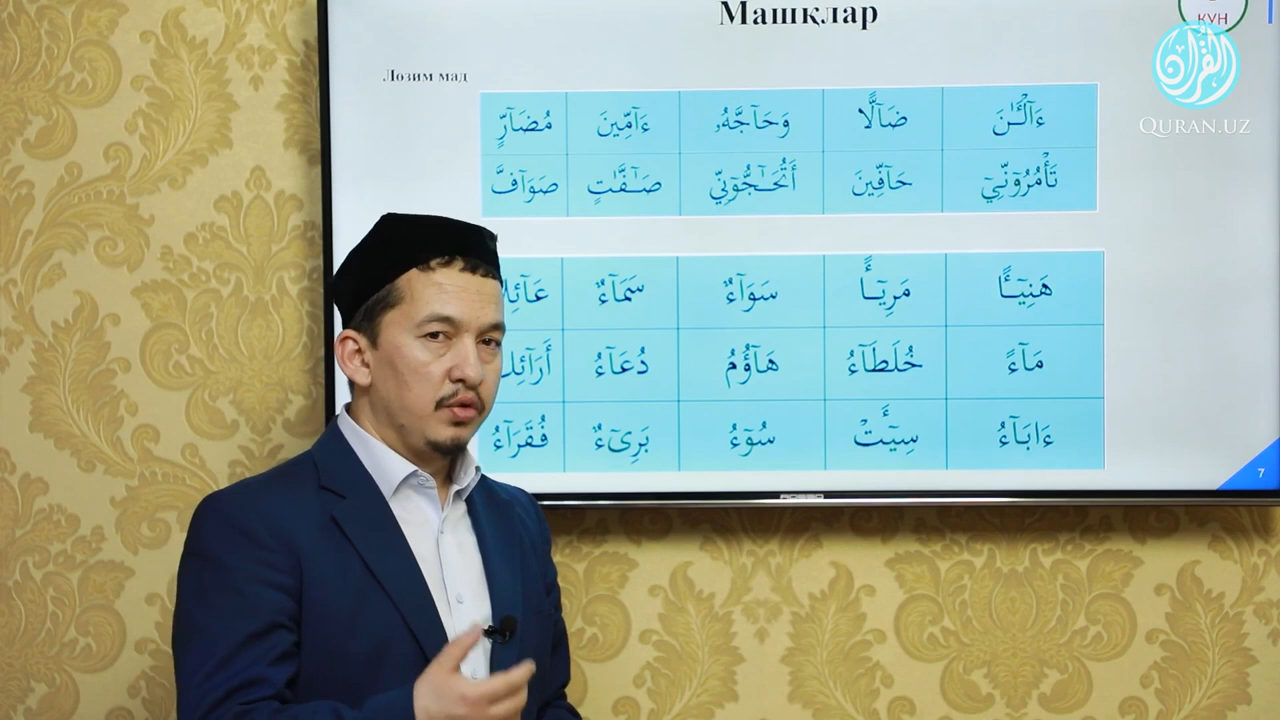 Машқлар
КУН
QURAN.UZ
Лозим мад
ءَآلْـَٰٔنَ ضَآلًّا وَحَآجَّهُۥ ءَآمِّينَ مُضَآرٍّ
تَأْمُرُوٓنِّيٓ حَآفِّينَ أَتُحَـٰٓجُّوٓنِّي صَـٰٓفَّـٰتٍ صَوَآفَّ
هَنِيٓـًٔا مَرِيٓـًٔا سَوَآءٌ سَمَآءٌ
مَآءً خُلَطَآءُ هَآؤُمُ دُعَآءُ
ءَابَآءُ سِيٓـَٔتْ سُوٓءُ بَرِىٓءٌ فُقَرَآءُ
7